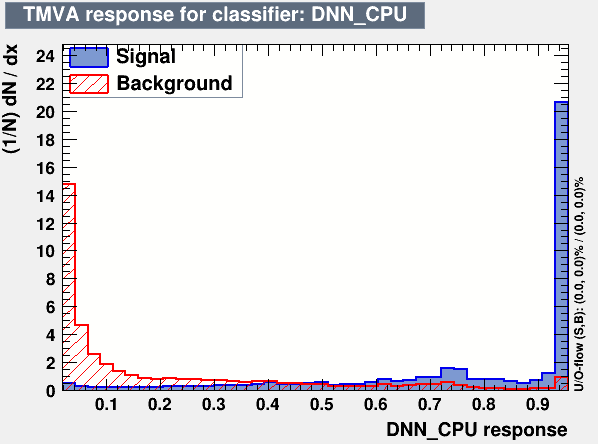 TMVA response for classifier: DNN_CPU
(1/N) dN / dx
Signal
Background
24
22
20
18
16
14
12
10
8
6
4
2
0
0.1 0.2 0.3 0.4 0.5 0.6 0.7 0.8 0.9
DNN_CPU response
U/O-flow (S,B): (0.0, 0.0)% / (0.0, 0.0)%